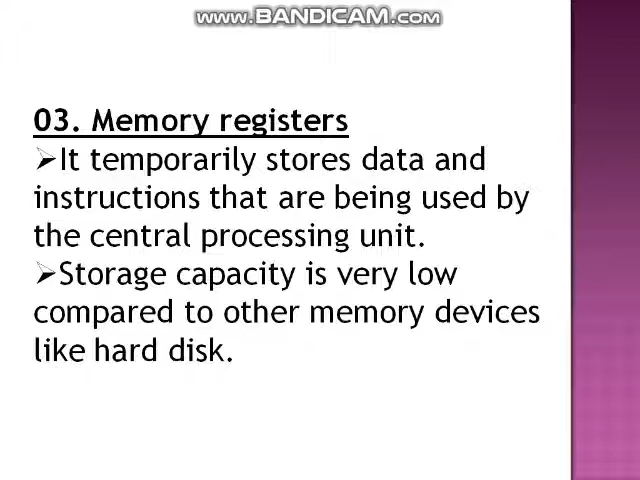 www.BANDICAM.com
03. Memory registers
➢It temporarily stores data and
instructions that are being used by
the central processing unit.
➢Storage capacity is very low
compared to other memory devices
like hard disk.